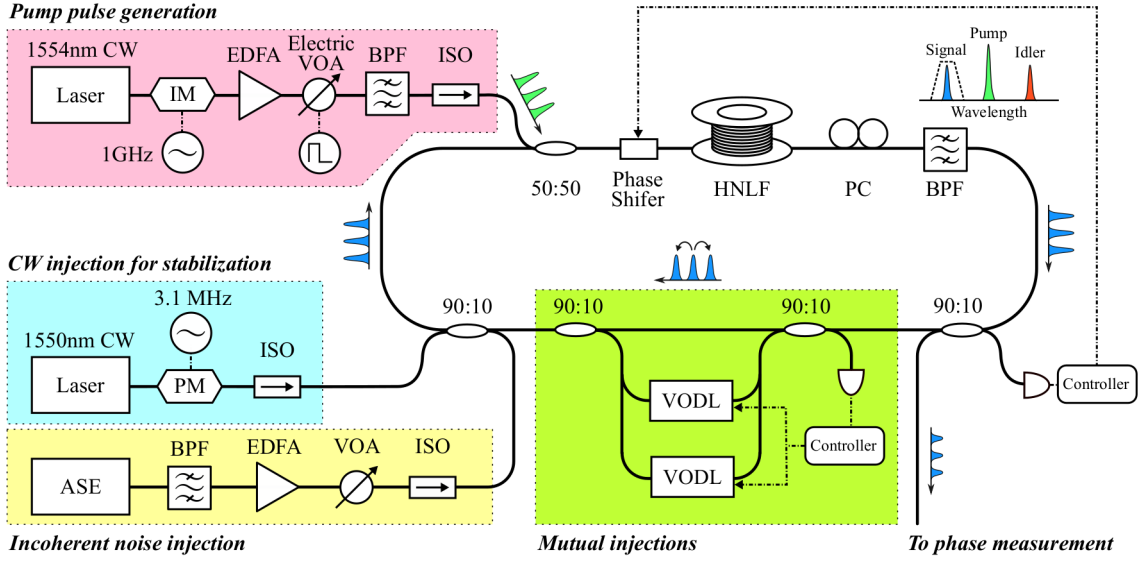 Pump pulse generation
1554nm CW
Laser
IM
1GHz
EDFA
Electric
VOA
BPF
ISO
50:50
Phase
Shifer
HNLF
PC
BPF
Signal
Pump
Idler
Wavelength
CW injection for stabilization
3.1 MHz
1550nm CW
Laser
PM
ISO
90:10
90:10
90:10
90:10
VODL
VODL
Controller
Controller
ASE
BPF
EDFA
VOA
ISO
Incoherent noise injection
Mutual injections
To phase measurement